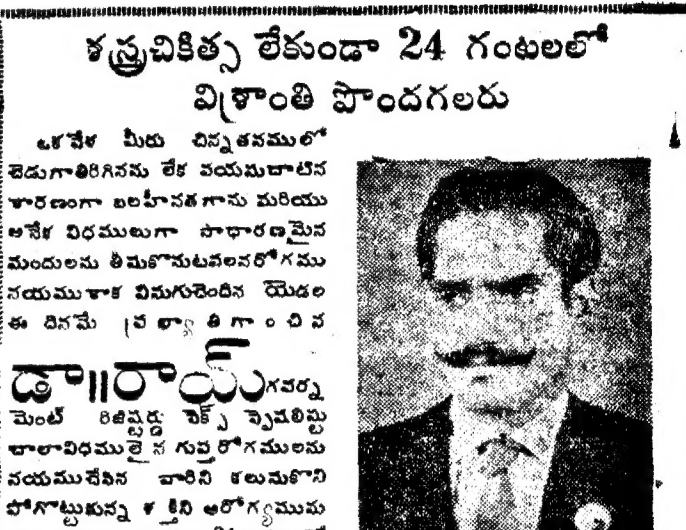 శస్త్రచికిత్స లేకుండా 24 గంటలలో
విశ్రాంతి పొందగలరు
ఒకవేళ మీరు చిన్నతనములో
చెడుగాతిరిగినను లేక వయసుదాటిన
కారణంగా బలహీనతగాను మరియు
అనేక విధములుగా సాధారణమైన
మందులను తీసుకొనుటవలనరోగము
నయముకాక విసుగుచెందిన యెడల
ఈ దినమే ప్రఖ్యాతిగాంచిన
డా॥రాయ్ గవర్న
మెంట్ రిజిష్టర్డు సెక్స్ స్పెషలిష్టు
చాలావిధములైన గుప్తరోగములను
నయముచేసిన వారిని కలుసుకొని
పోగొట్టుకున్న శక్తిని ఆరోగ్యమును